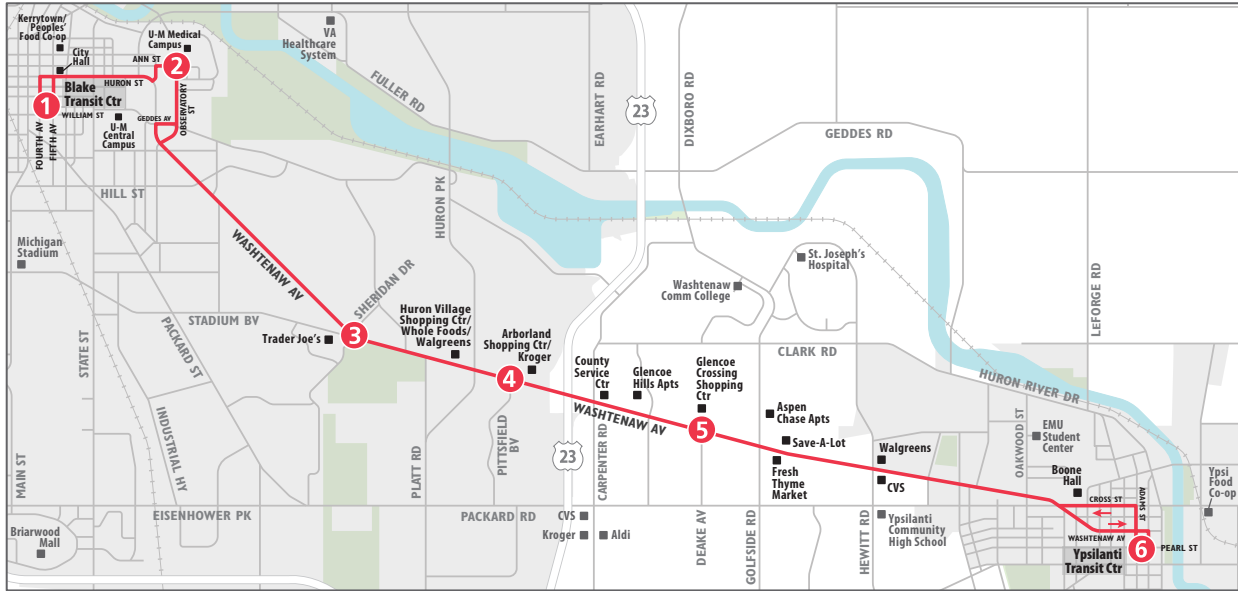 Kerrytown/
Peoples'
Food Co-op
City
Hall
U-M Medical
Campus
ANN ST
2
HURON ST
1
Blake
Transit Ctr
WILLIAM ST
GEDDES AV
OBSERVATORY
ST
U-M
Central
Campus
FOURTH AV
FIFTH AV
HILL ST
VA
Healthcare
System
FULLER RD
EARHART RD
23
DIXBORO RD
GEDDES RD
HURON PK
Michigan
Stadium
WASHTENAW AV
SHERIDAN DR
STADIUM BV
STATE ST
PACKARD ST
Trader Joe's
3
Huron Village
Shopping Ctr/
Whole Foods/
Walgreens
Arborland
Shopping Ctr/
Kroger
4
County
Service
Ctr
Glencoe
Hills Apts
Glencoe
Crossing
Shopping
Ctr
Washtenaw
Comm College
St. Joseph's
Hospital
CLARK RD
LEFORGE RD
HURON RIVER DR
WASHTENAW AV
5
Aspen
Chase Apts
Save-A-Lot
Fresh
Thyme
Market
Walgreens
CVS
OAKWOOD ST
EMU
Student
Center
Boone
Hall
CROSS ST
ADAMS ST
Ypsi
Food
Co-op
WASHTENAW AV
6
PEARL ST
Ypsilanti
Transit Ctr
MAIN ST
INDUSTRIAL HY
PLATT RD
PITTSFIELD
BV
23
CARPENTER RD
EISENHOWER PK
PACKARD RD
CVS
Kroger
Aldi
DEAKE AV
GOLFSIDE RD
HEWITT RD
Ypsilanti
Community
High School
Briarwood
Mall